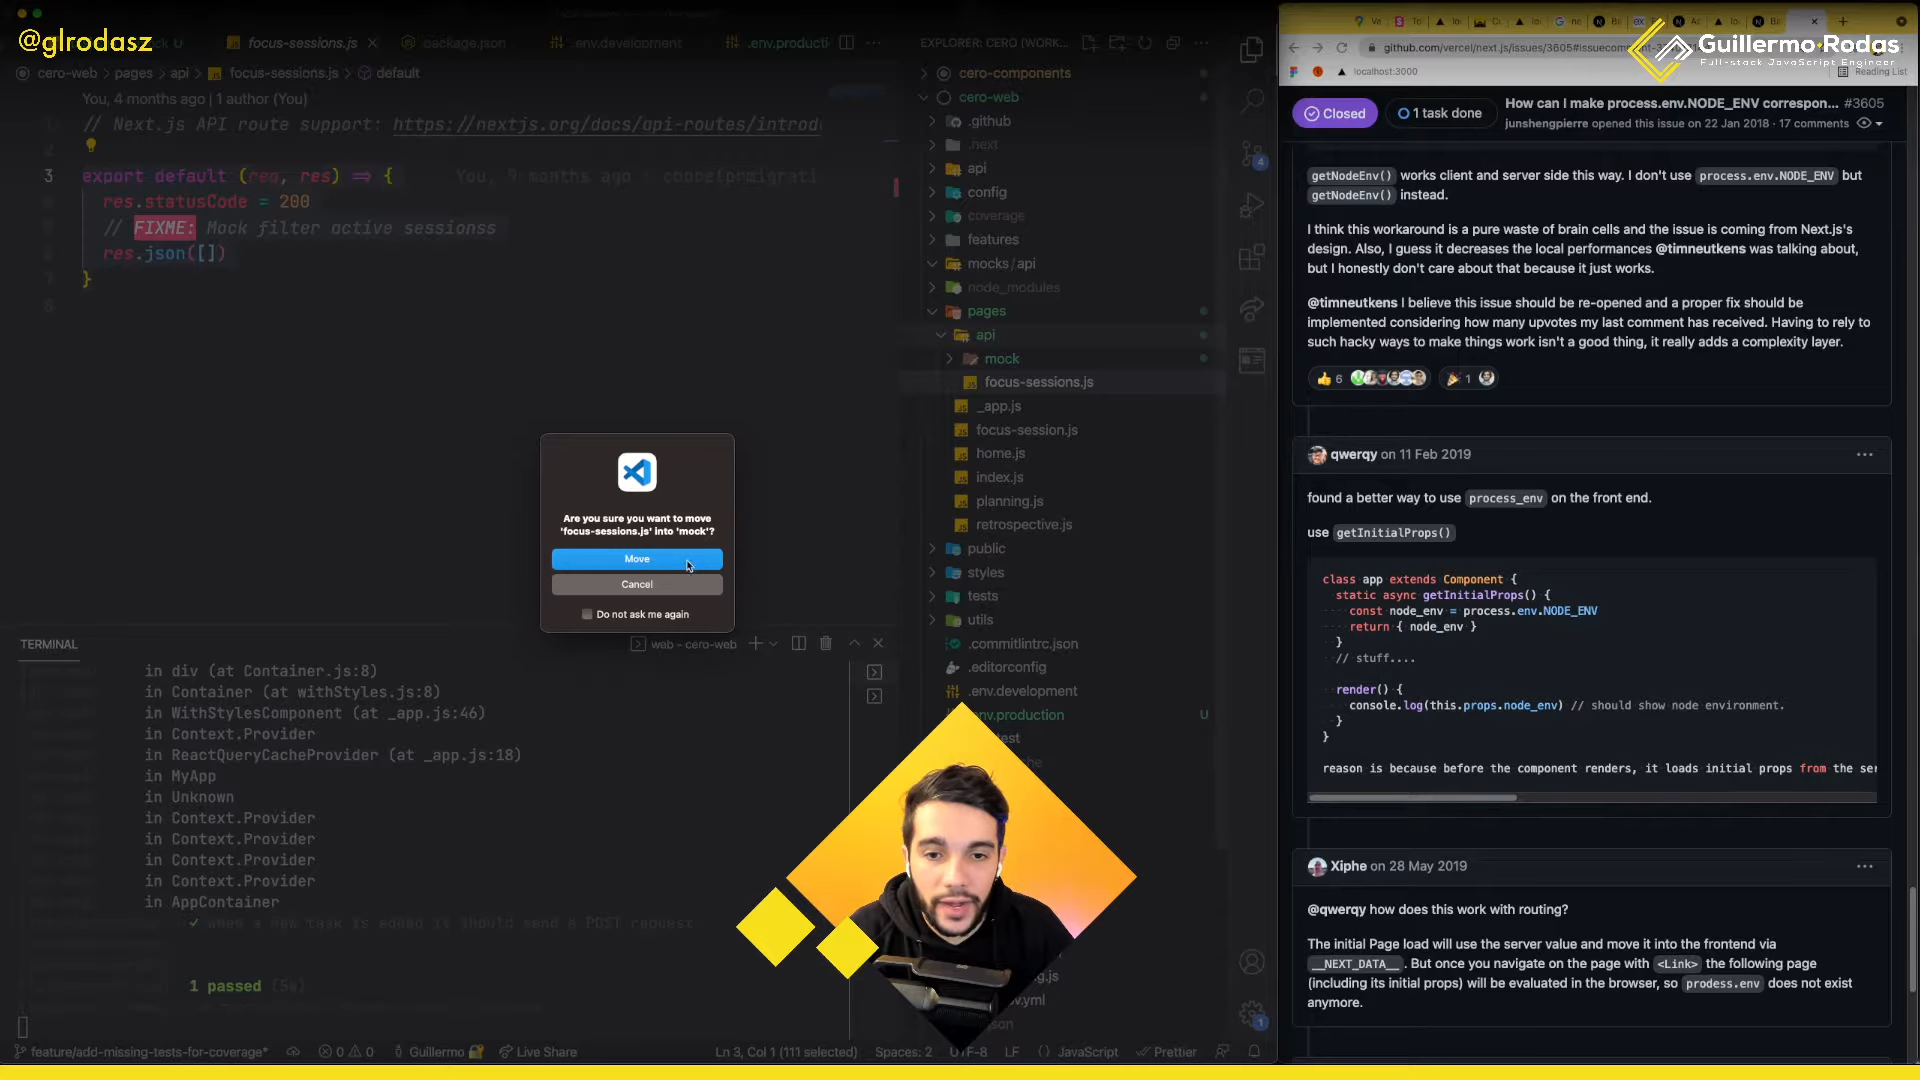 @glrodasz
focus-sessions.js
package.json
.env.development
.env.producti
cero-web > pages > api > focus-sessions.js > default
You, 4 months ago | 1 author (You)
// Next.js API route support: https://nextjs.org/docs/api-routes/introd
3 export default (req, res) => {
res.statusCode = 200
// FIXME: Mock filter active sessionss
res.json([])
7 }
8
EXPLORER: CERO (WORK...
cero-components
cero-web
.github
.next
api
config
coverage
features
mocks/api
node_modules
pages
api
mock
focus-sessions.js
_app.js
focus-session.js
home.js
index.js
planning.js
retrospective.js
public
styles
tests
utils
.commitlintrc.json
.editorconfig
.env.development
env.production U
4
1
Are you sure you want to move
'focus-sessions.js' into 'mock'?
Move
Cancel
Do not ask me again
TERMINAL
web - cero-web
in div (at Container.js:8)
in Container (at withStyles.js:8)
in WithStylesComponent (at _app.js:46)
in Context.Provider
in ReactQueryCacheProvider (at _app.js:18)
in MyApp
in Unknown
in Context.Provider
in Context.Provider
in Context.Provider
in Context.Provider
in AppContainer
✓ when a new task is added it should send a POST request
1 passed (5s)
feature/add-missing-tests-for-coverage*
0 0
Guillermo
Live Share
Ln 3, Col 1 (111 selected)
Spaces: 2
UTF-8
LF
JavaScript
Prettier
Guillermo Rodas
Full-stack JavaScript Engineer
github.com/vercel/next.js/issues/3605#issuecomment-3
localhost:3000
Reading List
Closed
1 task done
How can I make process.env.NODE_ENV correspon... #3605
junshengpierre opened this issue on 22 Jan 2018 · 17 comments
getNodeEnv() works client and server side this way. I don't use process.env.NODE_ENV but
getNodeEnv() instead.
I think this workaround is a pure waste of brain cells and the issue is coming from Next.js's
design. Also, I guess it decreases the local performances @timneutkens was talking about,
but I honestly don't care about that because it just works.
@timneutkens I believe this issue should be re-opened and a proper fix should be
implemented considering how many upvotes my last comment has received. Having to rely to
such hacky ways to make things work isn't a good thing, it really adds a complexity layer.
👍 6
🎉 1
qwerqy on 11 Feb 2019
found a better way to use process_env on the front end.
use getInitialProps()
class app extends Component {
static async getInitialProps() {
const node_env = process.env.NODE_ENV
return { node_env }
}
// stuff....
render() {
console.log(this.props.node_env) // should show node environment.
}
}
reason is because before the component renders, it loads initial props from the ser
Xiphe on 28 May 2019
@qwerqy how does this work with routing?
The initial Page load will use the server value and move it into the frontend via
__NEXT_DATA__. But once you navigate on the page with <Link> the following page
(including its initial props) will be evaluated in the browser, so prodess.env does not exist
anymore.